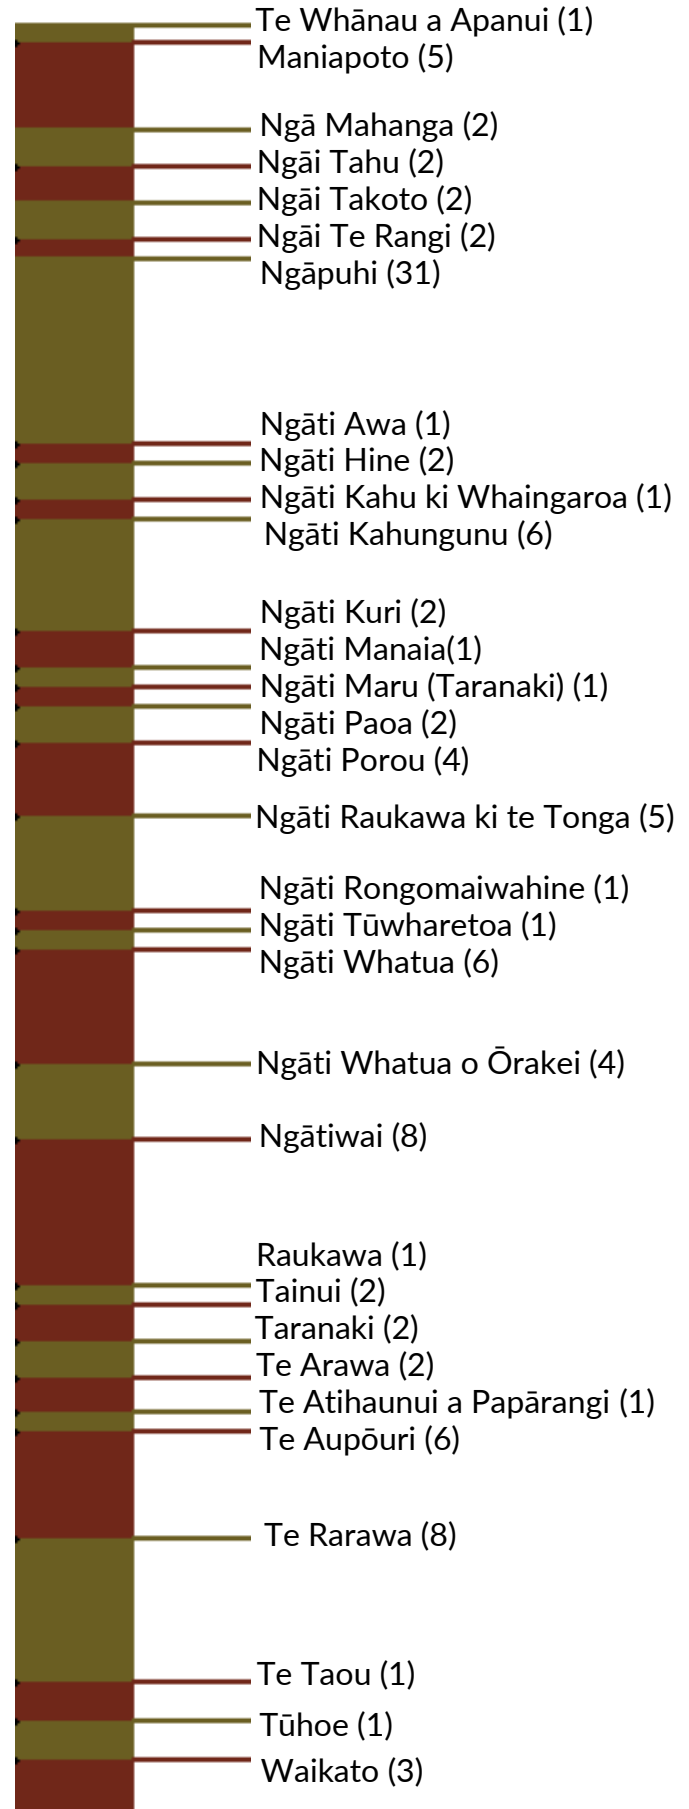 Te Whānau a Apanui (1)
Maniapoto (5)
Ngā Mahanga (2)
Ngāi Tahu (2)
Ngāi Takoto (2)
Ngāi Te Rangi (2)
Ngāpuhi (31)
Ngāti Awa (1)
Ngāti Hine (2)
Ngāti Kahu ki Whaingaroa (1)
Ngāti Kahungunu (6)
Ngāti Kuri (2)
Ngāti Manaia(1)
Ngāti Maru (Taranaki) (1)
Ngāti Paoa (2)
Ngāti Porou (4)
Ngāti Raukawa ki te Tonga (5)
Ngāti Rongomaiwahine (1)
Ngāti Tūwharetoa (1)
Ngāti Whatua (6)
Ngāti Whatua o Ōrakei (4)
Ngātiwai (8)
Raukawa (1)
Tainui (2)
Taranaki (2)
Te Arawa (2)
Te Atihaunui a Papārangi (1)
Te Aupōuri (6)
Te Rarawa (8)
Te Taou (1)
Tūhoe (1)
Waikato (3)